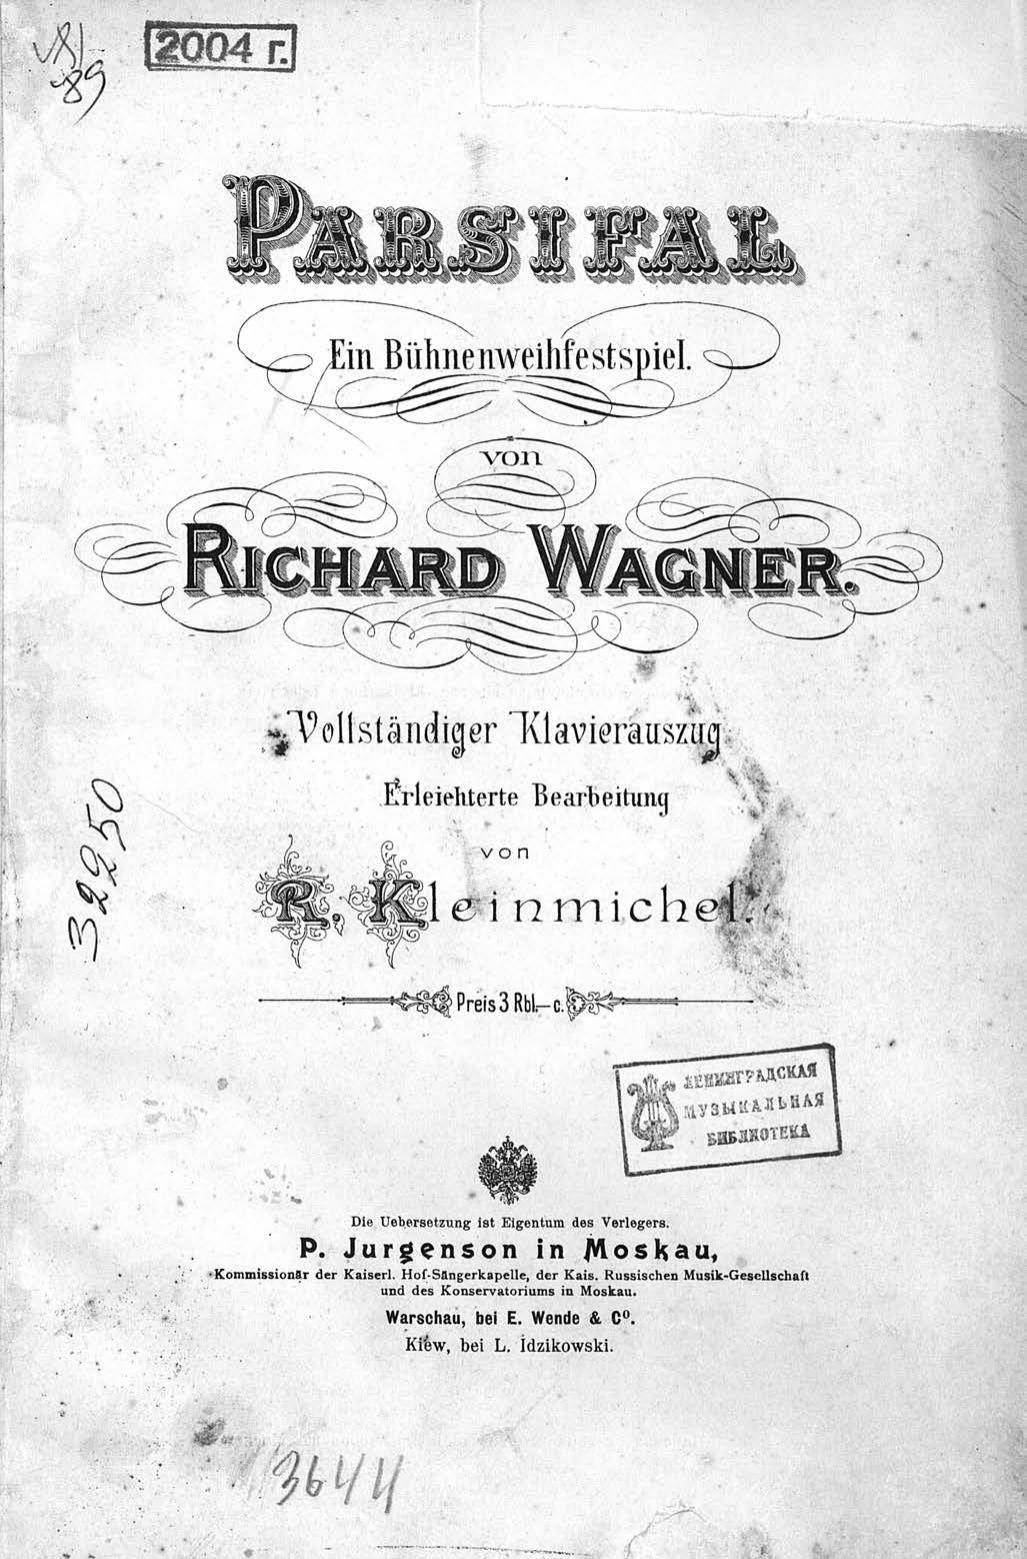 89
2004 г.
PARSIFAL
Ein Bühnenweihfestspiel.
von
RICHARD WAGNER.
Vollständiger Klavierauszug
Erleichterte Bearbeitung
von
R. Kleinmichel.
Preis 3 Rbl.— c.
32250
ЛЕНИНГРАДСКАЯ
МУЗЫКАЛЬНАЯ
БИБЛИОТЕКА
Die Uebersetzung ist Eigentum des Verlegers.
P. Jurgenson in Moskau,
Kommissionär der Kaiserl. Hof-Sängerkapelle, der Kais. Russischen Musik-Gesellschaft
und des Konservatoriums in Moskau.
Warschau, bei E. Wende & Cº.
Kiew, bei L. Idzikowski.
3644